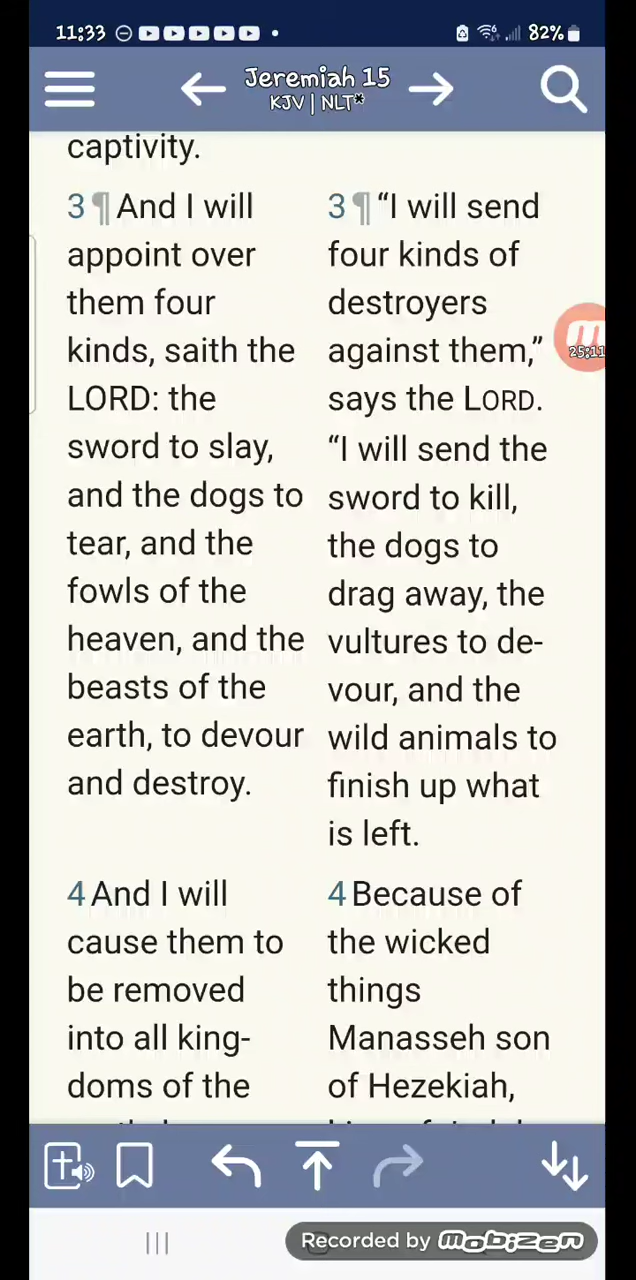 11:33
82%
Jeremiah 15
KJV | NLT*
captivity.
3 ¶ And I will
appoint over
them four
kinds, saith the
LORD: the
sword to slay,
and the dogs to
tear, and the
fowls of the
heaven, and the
beasts of the
earth, to devour
and destroy.
4 And I will
cause them to
be removed
into all king-
doms of the
3 ¶ “I will send
four kinds of
destroyers
against them,”
says the LORD.
“I will send the
sword to kill,
the dogs to
drag away, the
vultures to de-
vour, and the
wild animals to
finish up what
is left.
4 Because of
the wicked
things
Manasseh son
of Hezekiah,
25:11
Recorded by mobizen